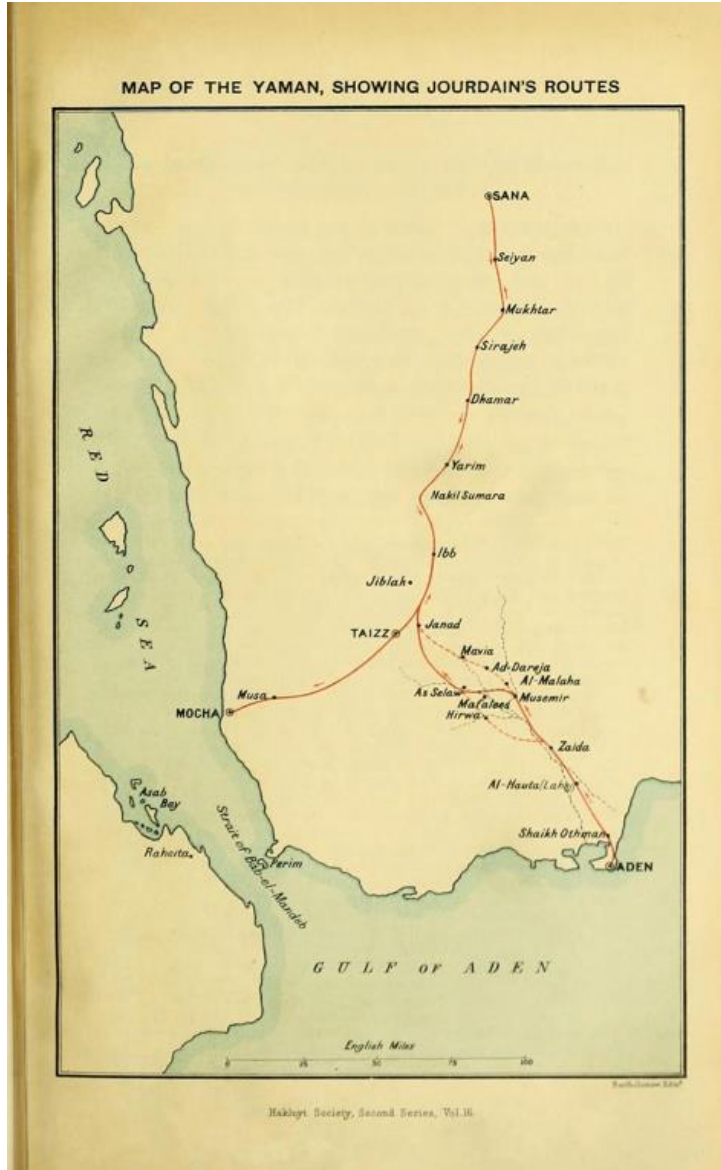 MAP OF THE YAMAN, SHOWING JOURDAIN'S ROUTES
SANA
Seiyan
Mukhtar
Sirajeh
Dhamar
Yarim
Nakil Sumara
Ibb
Jiblah
RED SEA
TAIZZ
Janad
Mavia
Ad-Dareja
Al-Malaha
As Selaw
Musemir
Musa
MOCHA
Hirwa
Zaida
Al-Hauta
Asab
Bay
Shaikh Othman
Raheita
Strait of Bab-el-Mandeb
Perim
ADEN
GULF OF ADEN
English Miles
0 25 50 75 100
Hakluyt Society, Second Series, Vol.16.